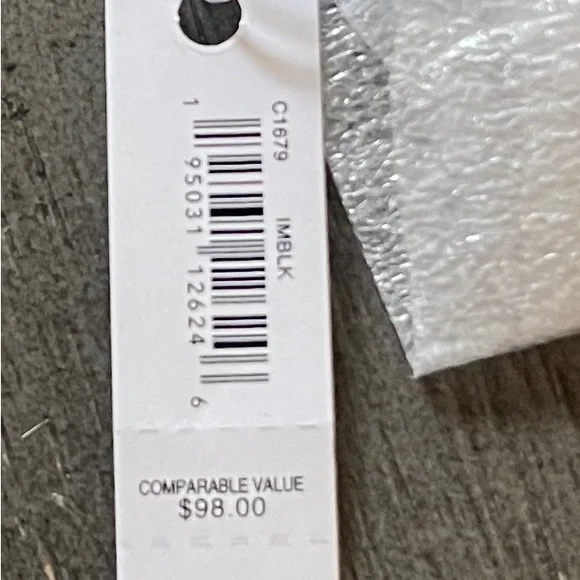 C1679 IMBLK
1 95031 12624 6
COMPARABLE VALUE
$98.00